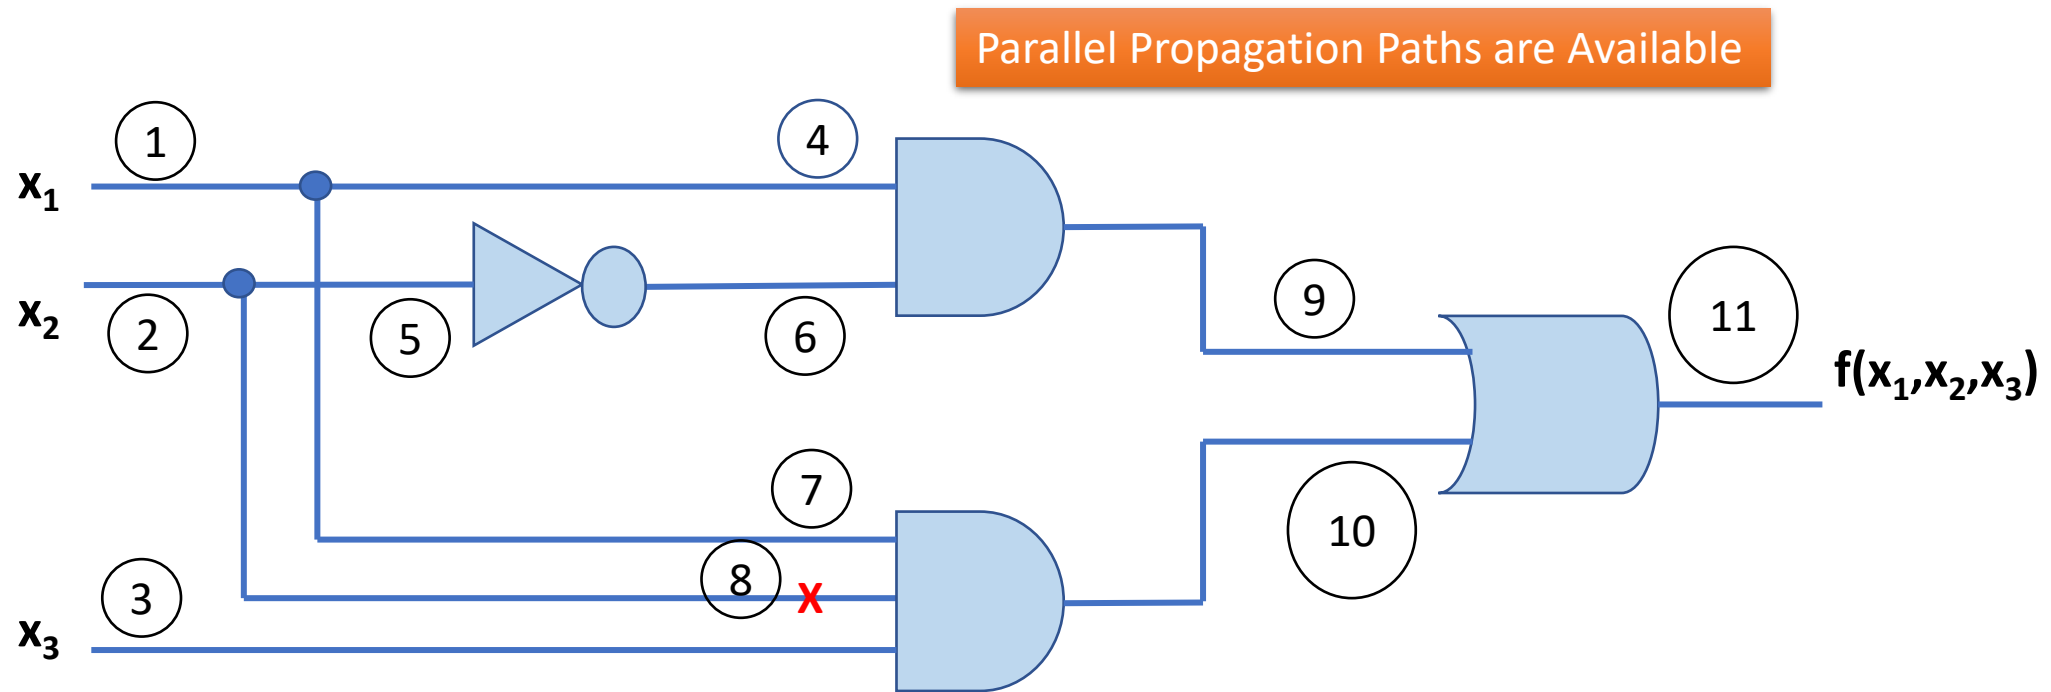 Parallel Propagation Paths are Available
1
4
x₁
x₂
2
5
6
9
11
f(x₁,x₂,x₃)
7
10
8
X
3
x₃